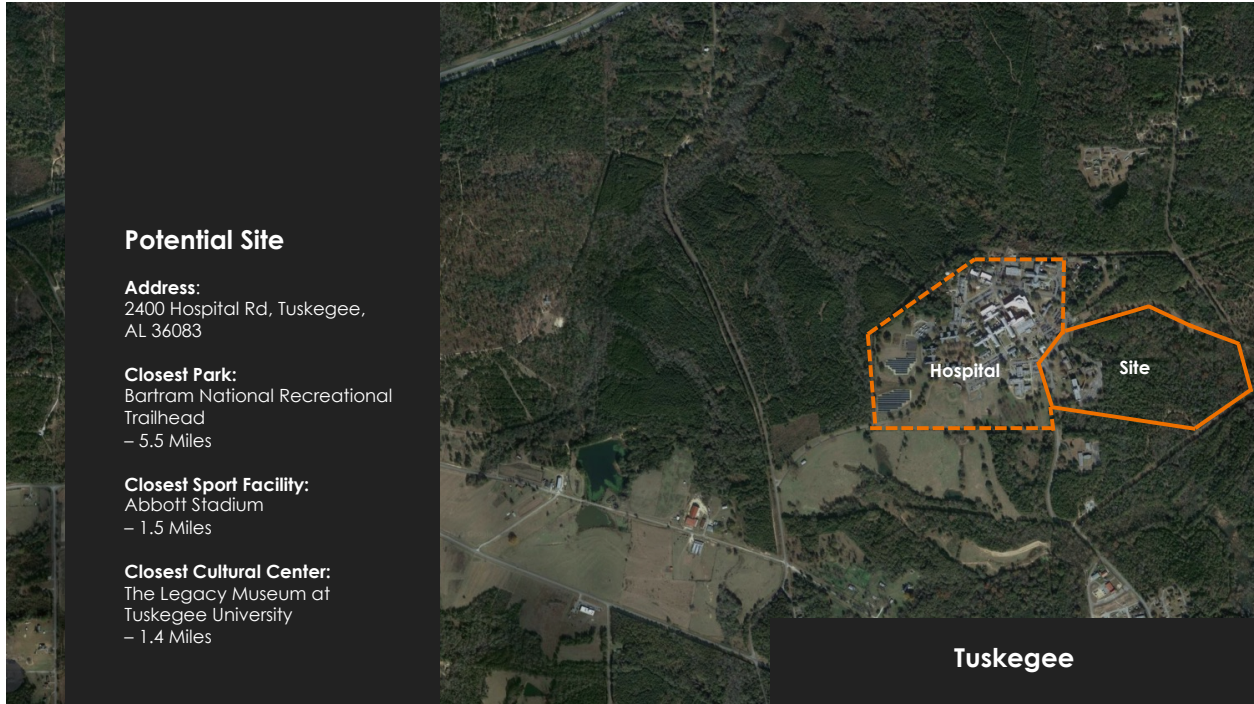 Potential Site
Address:
2400 Hospital Rd, Tuskegee,
AL 36083
Closest Park:
Bartram National Recreational
Trailhead
– 5.5 Miles
Closest Sport Facility:
Abbott Stadium
– 1.5 Miles
Closest Cultural Center:
The Legacy Museum at
Tuskegee University
– 1.4 Miles
Hospital
Site
Tuskegee